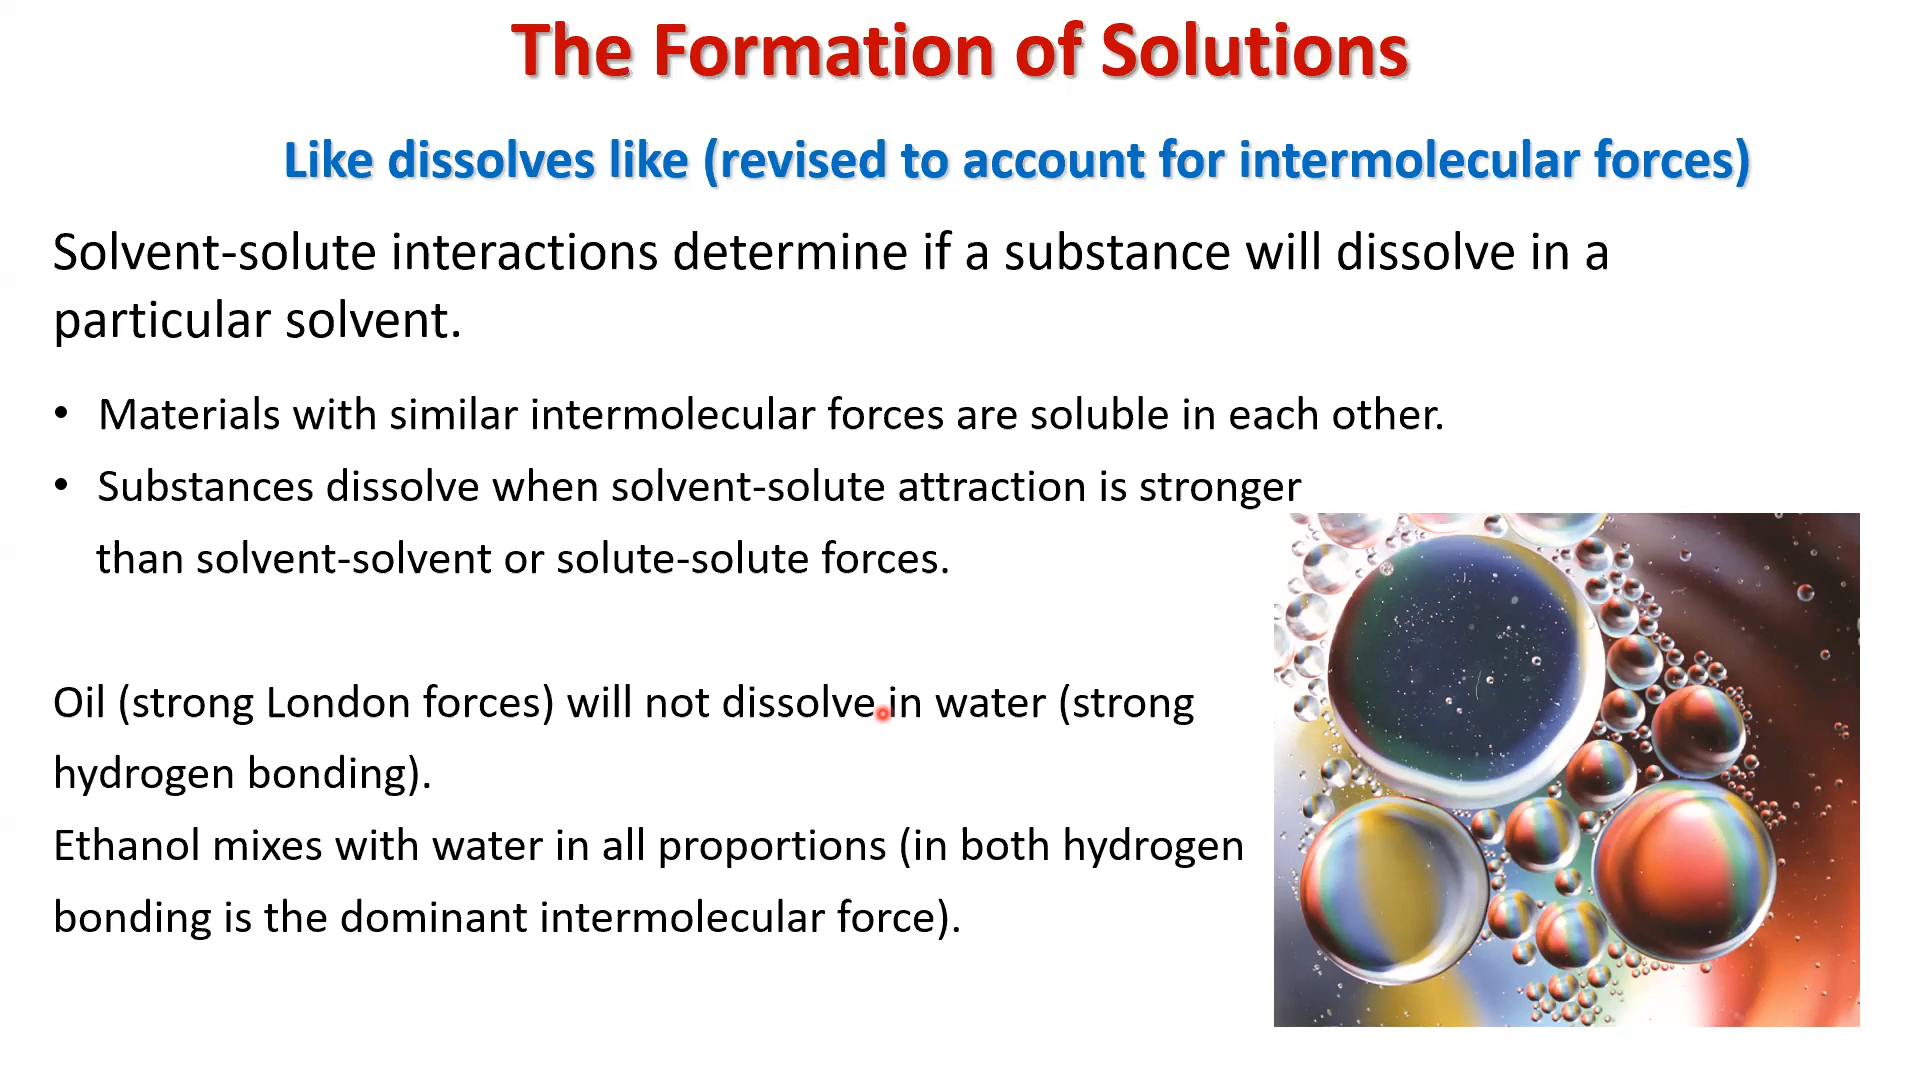 The Formation of Solutions
Like dissolves like (revised to account for intermolecular forces)
Solvent-solute interactions determine if a substance will dissolve in a
particular solvent.
• Materials with similar intermolecular forces are soluble in each other.
• Substances dissolve when solvent-solute attraction is stronger
than solvent-solvent or solute-solute forces.
Oil (strong London forces) will not dissolve in water (strong
hydrogen bonding).
Ethanol mixes with water in all proportions (in both hydrogen
bonding is the dominant intermolecular force).